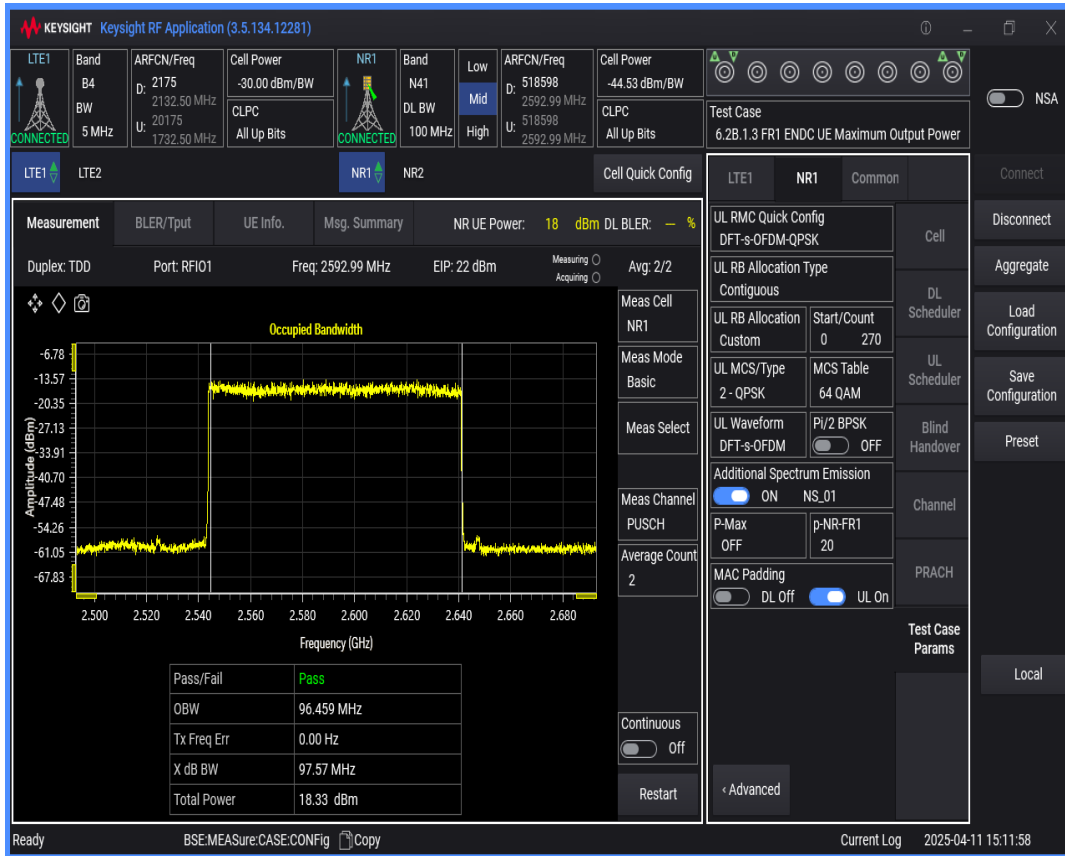 KEYSIGHT Keysight RF Application (3.5.134.12281)
LTE1
CONNECTED
Band
B4
BW
5 MHz
ARFCN/Freq
D: 2175
2132.50 MHz
U: 20175
1732.50 MHz
Cell Power
-30.00 dBm/BW
CLPC
All Up Bits
NR1
CONNECTED
Band
N41
DL BW
100 MHz
Low
Mid
High
ARFCN/Freq
D: 518598
2592.99 MHz
U: 518598
2592.99 MHz
Cell Power
-44.53 dBm/BW
CLPC
All Up Bits
Test Case
6.2B.1.3 FR1 ENDC UE Maximum Output Power
NSA
LTE1 LTE2 NR1 NR2 Cell Quick Config
Measurement BLER/Tput UE Info. Msg. Summary NR UE Power: 18 dBm DL BLER: — %
Duplex: TDD Port: RFIO1 Freq: 2592.99 MHz EIP: 22 dBm Measuring Avg: 2/2
Acquiring
Occupied Bandwidth
Amplitude (dBm)
-6.78
-13.57
-20.35
-27.13
-33.91
-40.70
-47.48
-54.26
-61.05
-67.83
2.500 2.520 2.540 2.560 2.580 2.600 2.620 2.640 2.660 2.680
Frequency (GHz)
Pass/Fail Pass
OBW 96.459 MHz
Tx Freq Err 0.00 Hz
X dB BW 97.57 MHz
Total Power 18.33 dBm
Meas Cell
NR1
Meas Mode
Basic
Meas Select
Meas Channel
PUSCH
Average Count
2
Continuous
Off
Restart
LTE1 NR1 Common
UL RMC Quick Config
DFT-s-OFDM-QPSK
UL RB Allocation Type
Contiguous
UL RB Allocation
Custom
Start/Count
0 270
UL MCS/Type
2 - QPSK
MCS Table
64 QAM
UL Waveform
DFT-s-OFDM
Pi/2 BPSK
OFF
Additional Spectrum Emission
ON NS_01
P-Max
OFF
p-NR-FR1
20
MAC Padding
DL Off UL On
‹ Advanced
Cell
DL
Scheduler
UL
Scheduler
Blind
Handover
Channel
PRACH
Test Case
Params
Connect
Disconnect
Aggregate
Load
Configuration
Save
Configuration
Preset
Local
Ready BSE:MEASure:CASE:CONFig Copy Current Log 2025-04-11 15:11:58